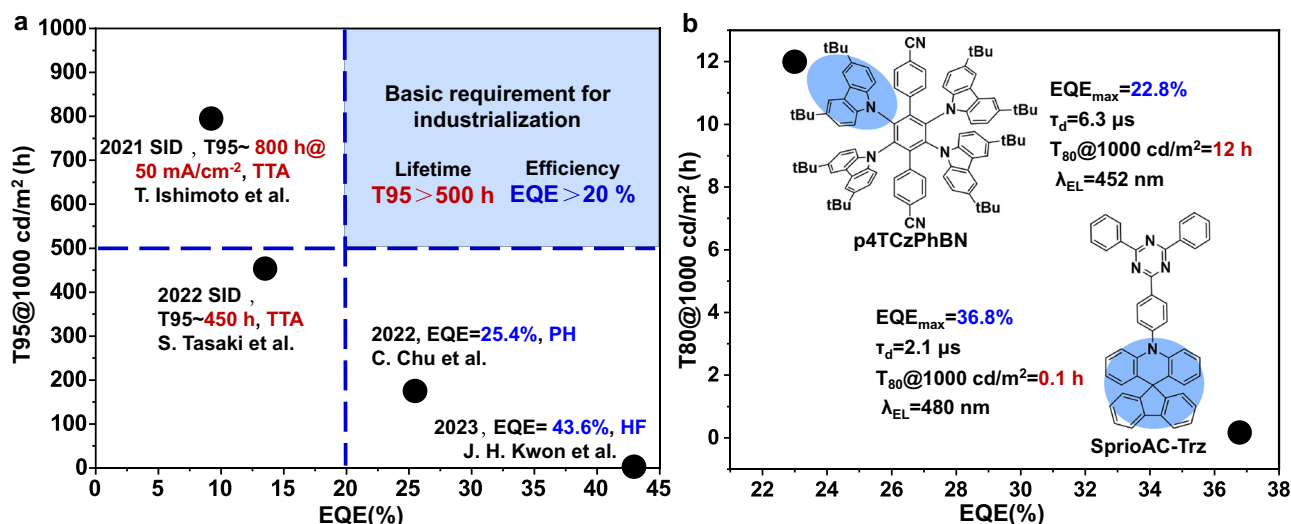 a
T95@1000 cd/m² (h)
1000
900
800
700
600
500
400
300
200
100
0
0
5
10
15
20
25
30
35
40
45
EQE(%)
2021 SID , T95~ 800 h@
50 mA/cm⁻², TTA
T. Ishimoto et al.
Basic requirement for
industrialization
Lifetime
T95>500 h
Efficiency
EQE>20 %
2022 SID ,
T95~450 h, TTA
S. Tasaki et al.
2022, EQE=25.4%, PH
C. Chu et al.
2023, EQE= 43.6%, HF
J. H. Kwon et al.
b
T80@1000 cd/m² (h)
12
10
8
6
4
2
0
22
24
26
28
30
32
34
36
38
EQE(%)
tBu
CN
tBu
tBu
N
N
tBu
tBu
N
N
tBu
tBu
CN
tBu
p4TCzPhBN
EQEmax=22.8%
τd=6.3 μs
T80@1000 cd/m²=12 h
λEL=452 nm
EQEmax=36.8%
τd=2.1 μs
T80@1000 cd/m²=0.1 h
λEL=480 nm
N
N
N
N
SprioAC-Trz